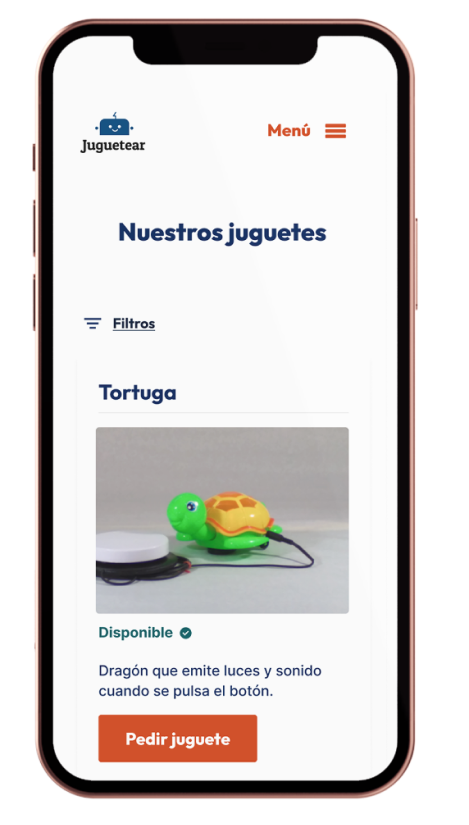 Juguetear
Menú
Nuestros juguetes
Filtros
Tortuga
Disponible
Dragón que emite luces y sonido
cuando se pulsa el botón.
Pedir juguete